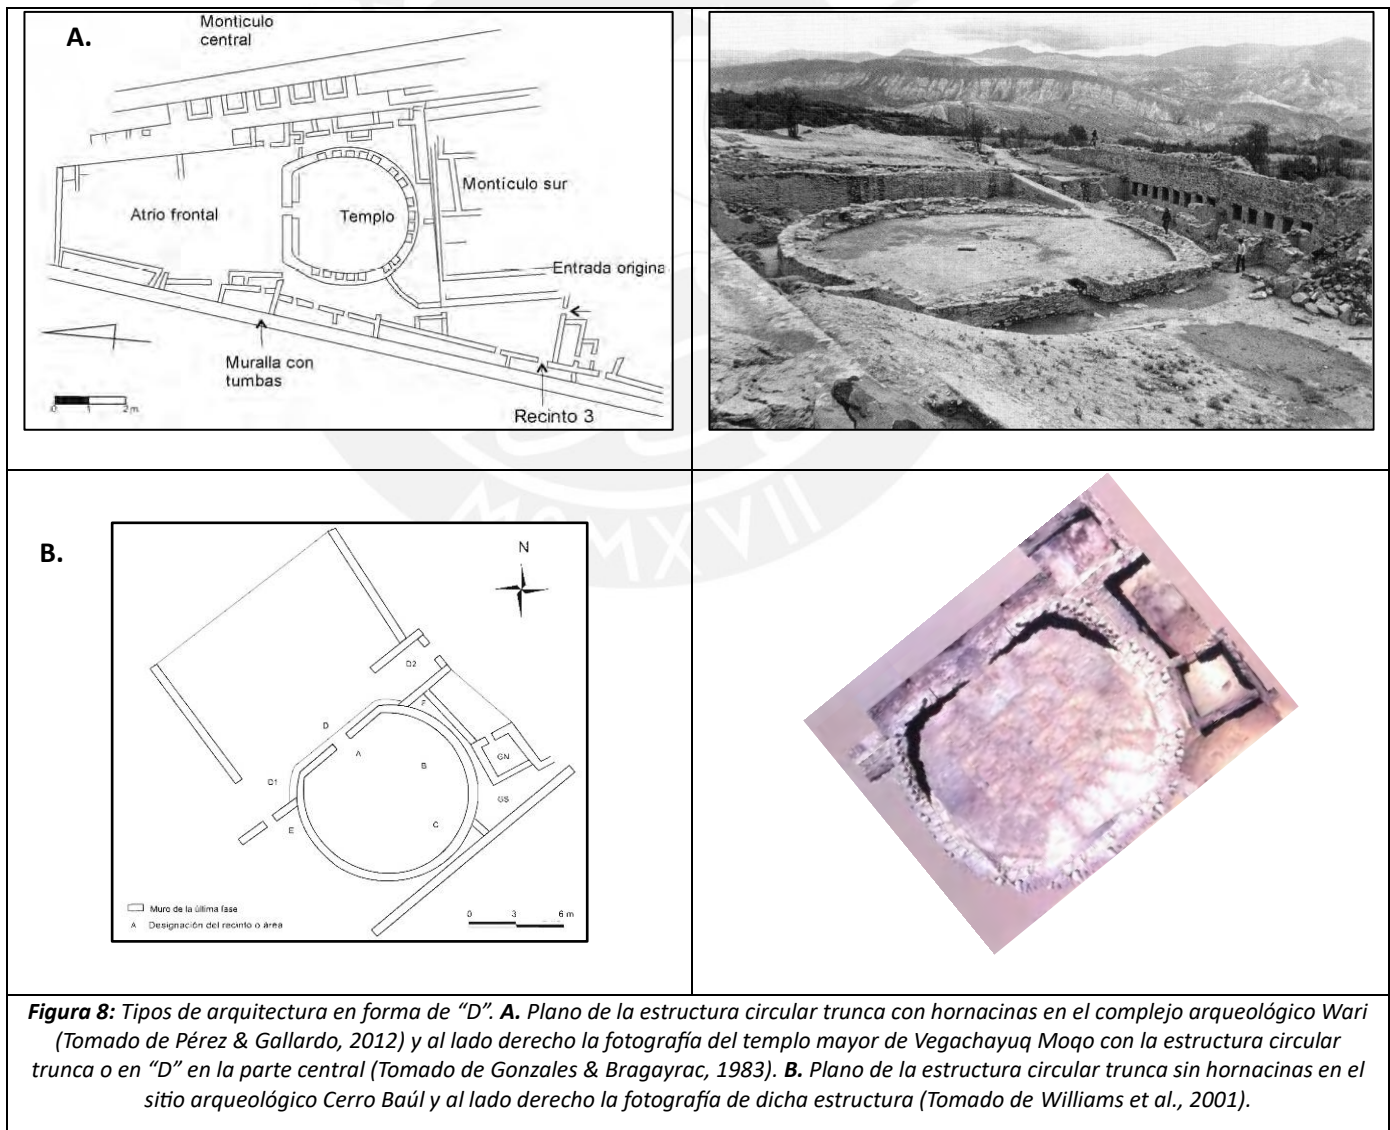 A.
Montículo
central
Montículo sur
Atrio frontal
Templo
Entrada origina
Muralla con
tumbas
0 1 2 m.
Recinto 3
MCMXVII
B.
N
D2
F
D
A
B
GN
D1
GS
C
E
Muro de la última fase
A Designación del recinto o área
0 3 6 m
Figura 8: Tipos de arquitectura en forma de “D”. A. Plano de la estructura circular trunca con hornacinas en el complejo arqueológico Wari
(Tomado de Pérez & Gallardo, 2012) y al lado derecho la fotografía del templo mayor de Vegachayuq Moqo con la estructura circular
trunca o en “D” en la parte central (Tomado de Gonzales & Bragayrac, 1983). B. Plano de la estructura circular trunca sin hornacinas en el
sitio arqueológico Cerro Baúl y al lado derecho la fotografía de dicha estructura (Tomado de Williams et al., 2001).